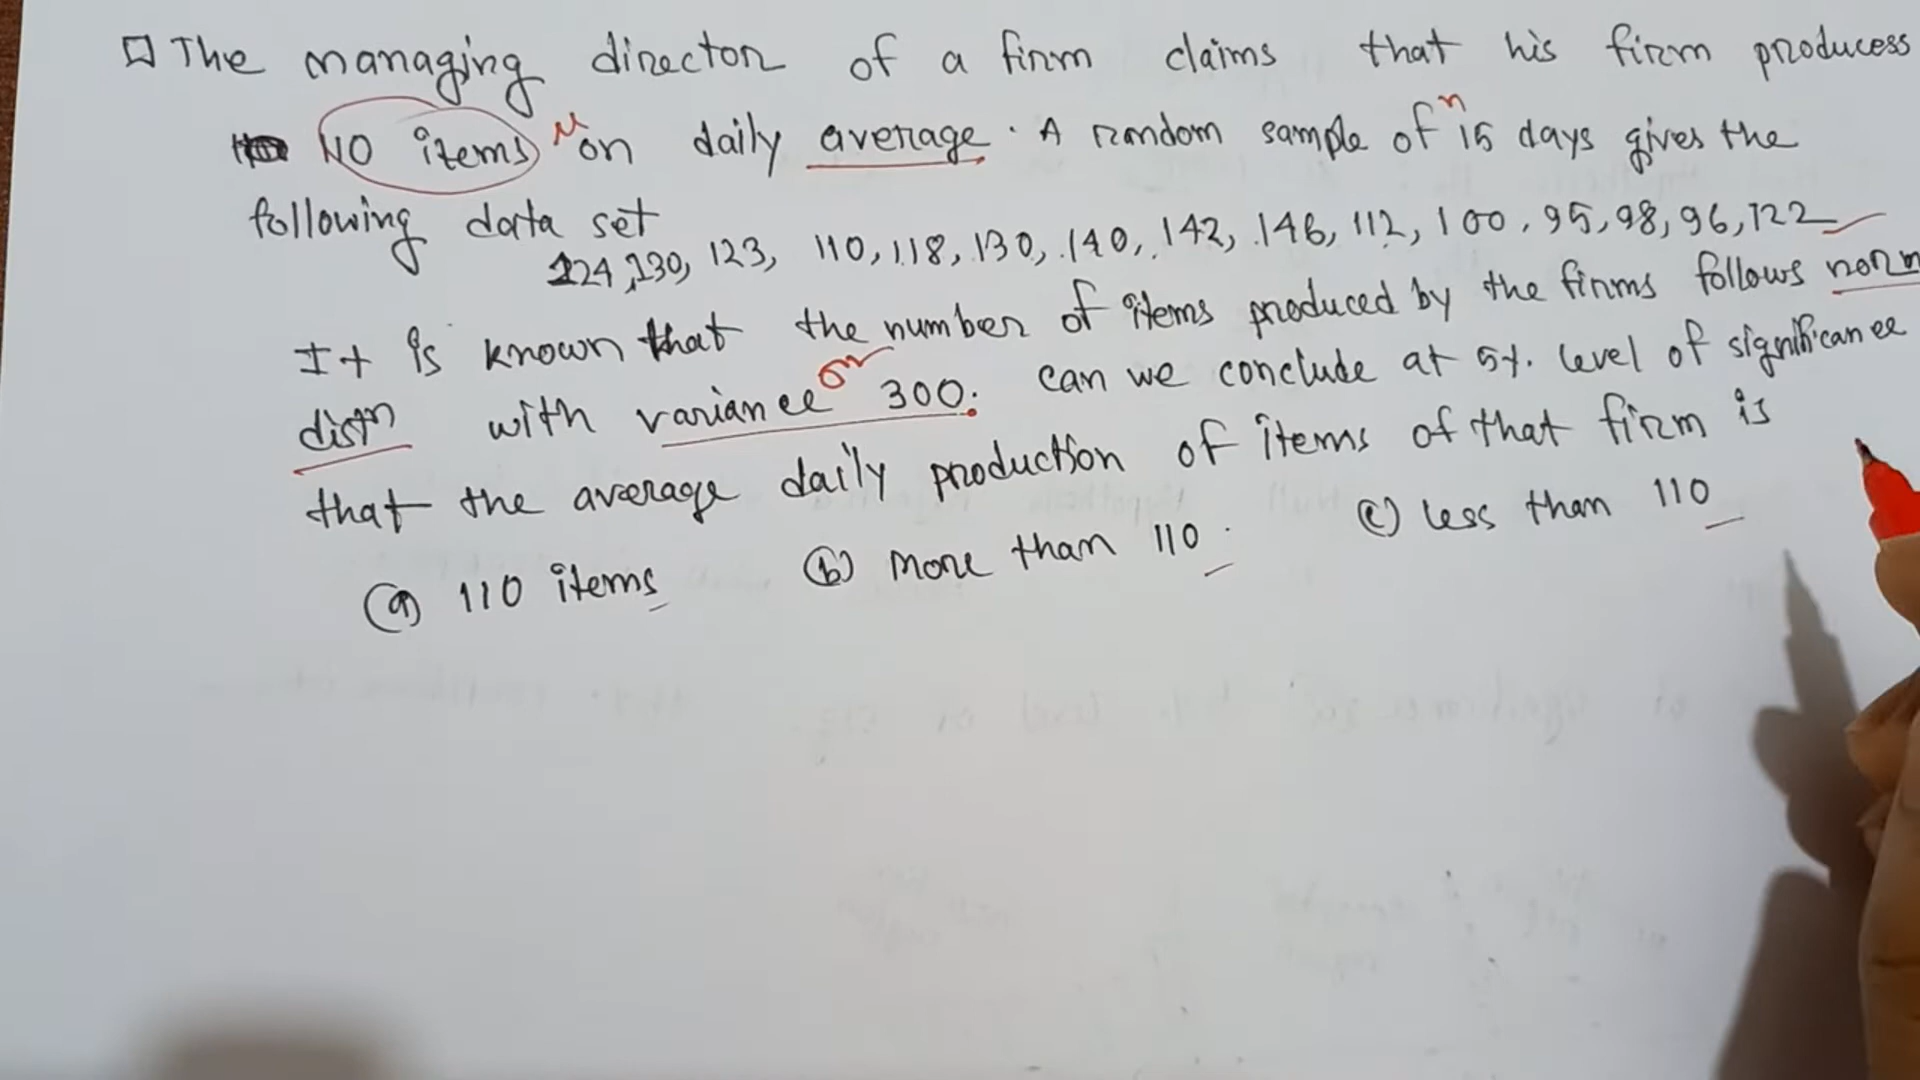 The managing director of a firm claims that his firm producess
110 items μ on daily average. A random sample of n 15 days gives the
following data set
124, 130, 123, 110, 118, 130, 140, 142, 146, 112, 100, 95, 98, 96, 122
It is known that the number of items produced by the firms follows norm
distn with variance σ² 300. can we conclude at 5%. level of significance
that the average daily production of items of that firm is
(a) 110 items (b) More than 110. (c) less than 110